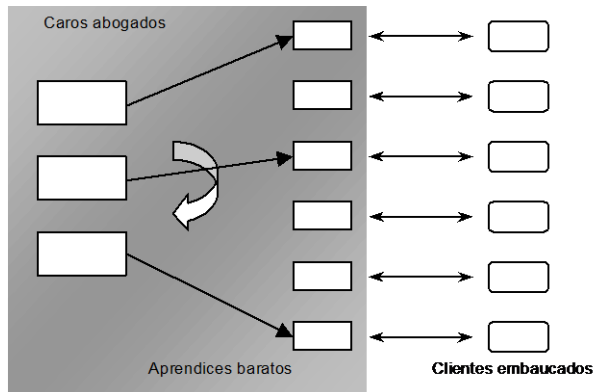 Caros abogados
Aprendices baratos
Clientes embaucados